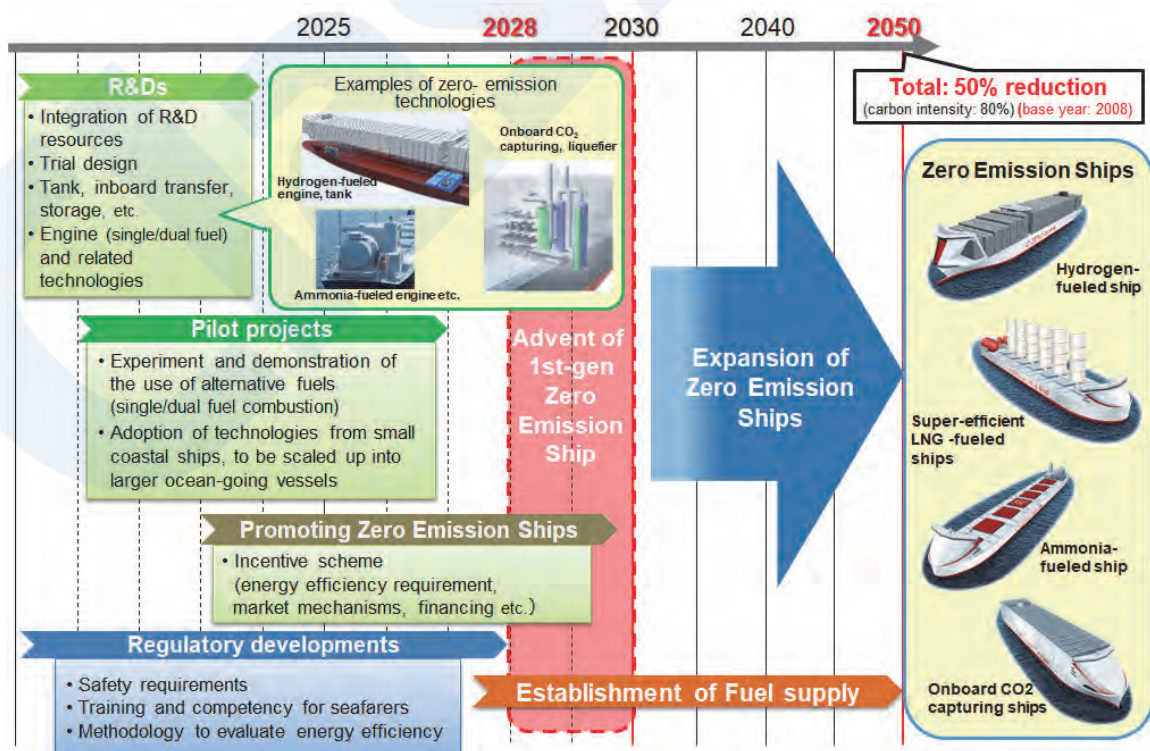 2025
2028
2030
2040
2050
Total: 50% reduction
(carbon intensity: 80%) (base year: 2008)
R&Ds
• Integration of R&D
resources
• Trial design
• Tank, inboard transfer,
storage, etc.
• Engine (single/dual fuel)
and related
technologies
Examples of zero- emission
technologies
Hydrogen-fueled
engine, tank
Onboard CO₂
capturing, liquefier
Ammonia-fueled engine etc.
Pilot projects
• Experiment and demonstration of
the use of alternative fuels
(single/dual fuel combustion)
• Adoption of technologies from small
coastal ships, to be scaled up into
larger ocean-going vessels
Advent of
1st-gen
Zero
Emission
Ship
Expansion of
Zero Emission
Ships
Promoting Zero Emission Ships
• Incentive scheme
(energy efficiency requirement,
market mechanisms, financing etc.)
Regulatory developments
• Safety requirements
• Training and competency for seafarers
• Methodology to evaluate energy efficiency
Establishment of Fuel supply
Zero Emission Ships
Hydrogen-
fueled ship
Super-efficient
LNG -fueled
ships
Ammonia-
fueled ship
Onboard CO2
capturing ships